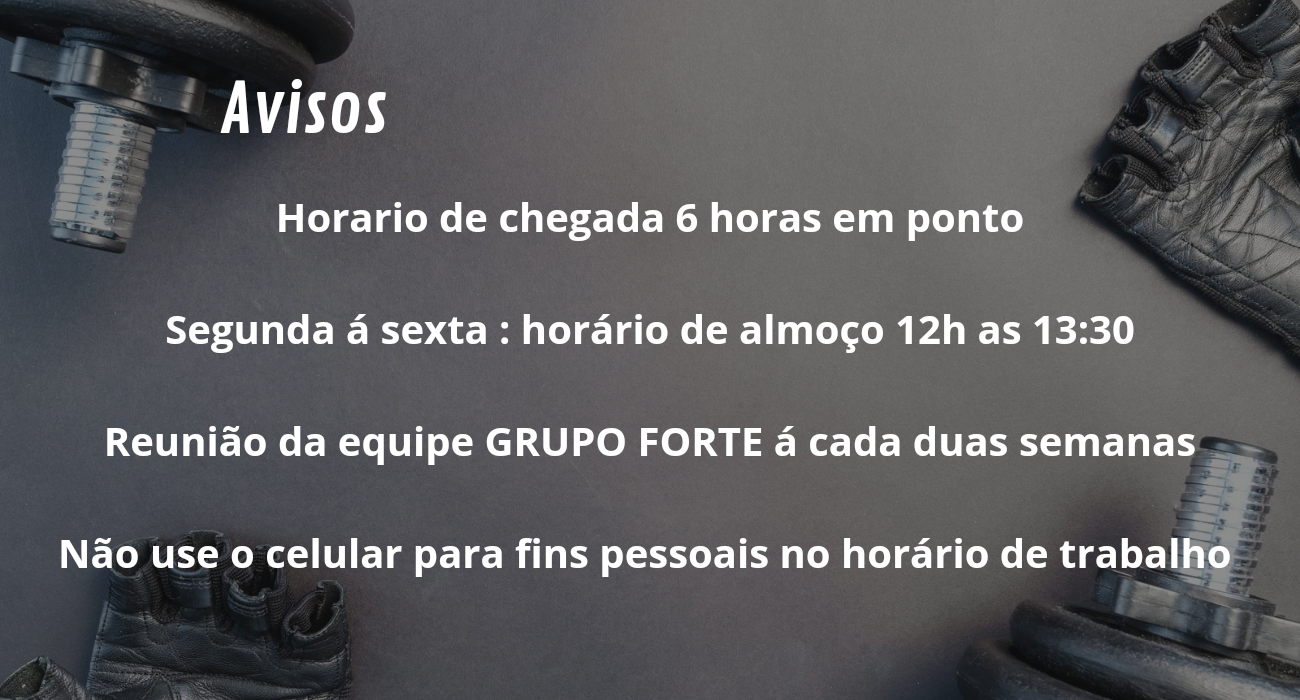 Avisos
Horario de chegada 6 horas em ponto
Segunda á sexta : horário de almoço 12h as 13:30
Reunião da equipe GRUPO FORTE á cada duas semanas
Não use o celular para fins pessoais no horário de trabalho